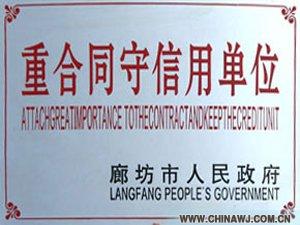 重合同守信用单位
ATTACHGREATIMPORTANCE TOTHECONTRACTANDKEEPTHECREDITUNIT
廊坊市人民政府
LANGFANG PEOPLE'S GOVERNMENT
WWW.CHINAWJ.COM.CN